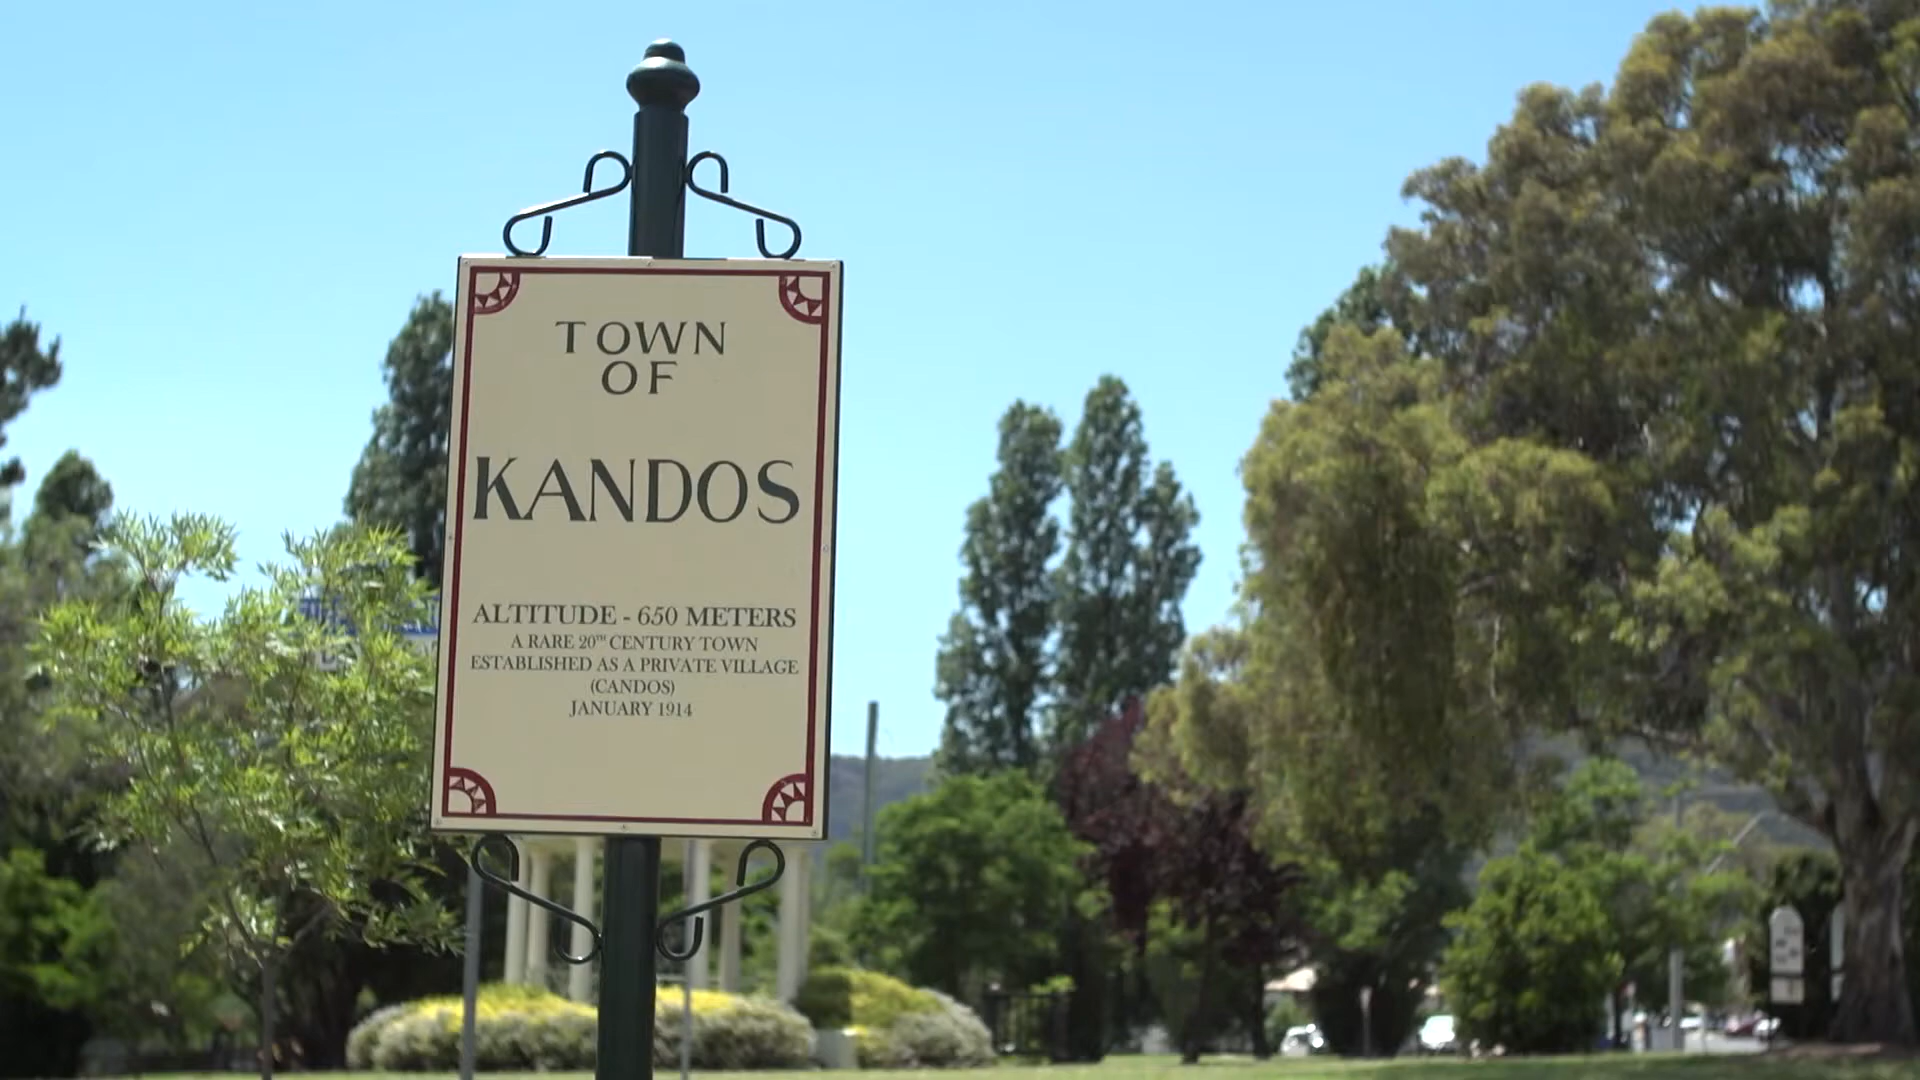 TOWN
OF
KANDOS
ALTITUDE - 650 METERS
A RARE 20TH CENTURY TOWN
ESTABLISHED AS A PRIVATE VILLAGE
(CANDOS)
JANUARY 1914